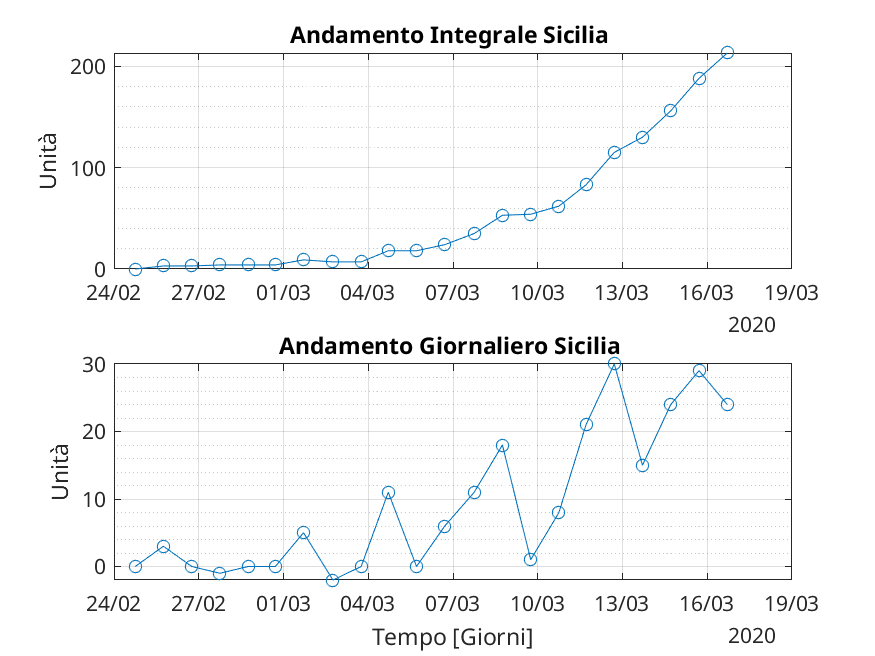 Andamento Integrale Sicilia
200
100
0
Unità
24/02 27/02 01/03 04/03 07/03 10/03 13/03 16/03 19/03
2020
Andamento Giornaliero Sicilia
30
20
10
0
Unità
24/02 27/02 01/03 04/03 07/03 10/03 13/03 16/03 19/03
Tempo [Giorni]
2020